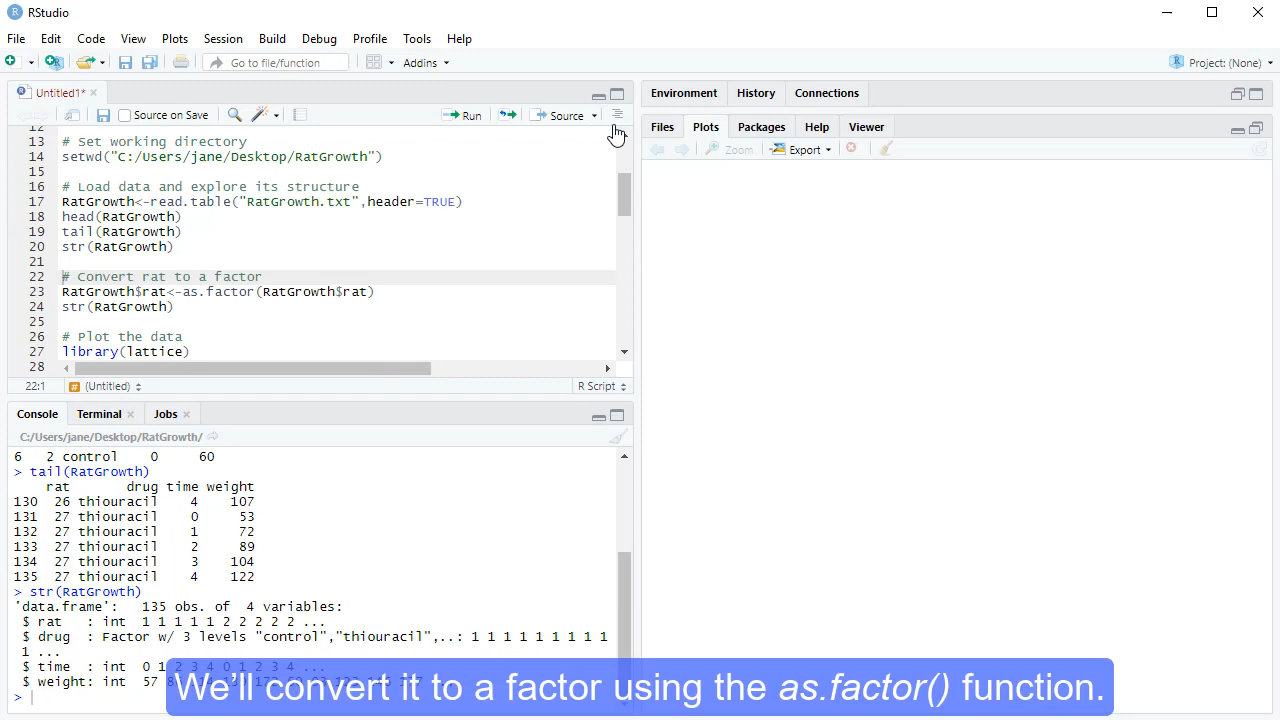 RStudio
File Edit Code View Plots Session Build Debug Profile Tools Help
Go to file/function Addins Project: (None)
Untitled1*
Source on Save Run Source
12
13 # Set working directory
14 setwd("C:/Users/jane/Desktop/RatGrowth")
15
16 # Load data and explore its structure
17 RatGrowth<-read.table("RatGrowth.txt",header=TRUE)
18 head(RatGrowth)
19 tail(RatGrowth)
20 str(RatGrowth)
21
22 # Convert rat to a factor
23 RatGrowth$rat<-as.factor(RatGrowth$rat)
24 str(RatGrowth)
25
26 # Plot the data
27 library(lattice)
28
22:1 (Untitled) R Script
Console Terminal Jobs
C:/Users/jane/Desktop/RatGrowth/
6 2 control 0 60
> tail(RatGrowth)
rat drug time weight
130 26 thiouracil 4 107
131 27 thiouracil 0 53
132 27 thiouracil 1 72
133 27 thiouracil 2 89
134 27 thiouracil 3 104
135 27 thiouracil 4 122
> str(RatGrowth)
'data.frame': 135 obs. of 4 variables:
$ rat : int 1 1 1 1 1 2 2 2 2 2 ...
$ drug : Factor w/ 3 levels "control","thiouracil",..: 1 1 1 1 1 1 1 1 1
1 ...
$ time : int 0 1 2 3 4 0 1 2 3 4 ...
$ weight: int 57
>
Environment History Connections
Files Plots Packages Help Viewer
Zoom Export
We'll convert it to a factor using the as.factor() function.